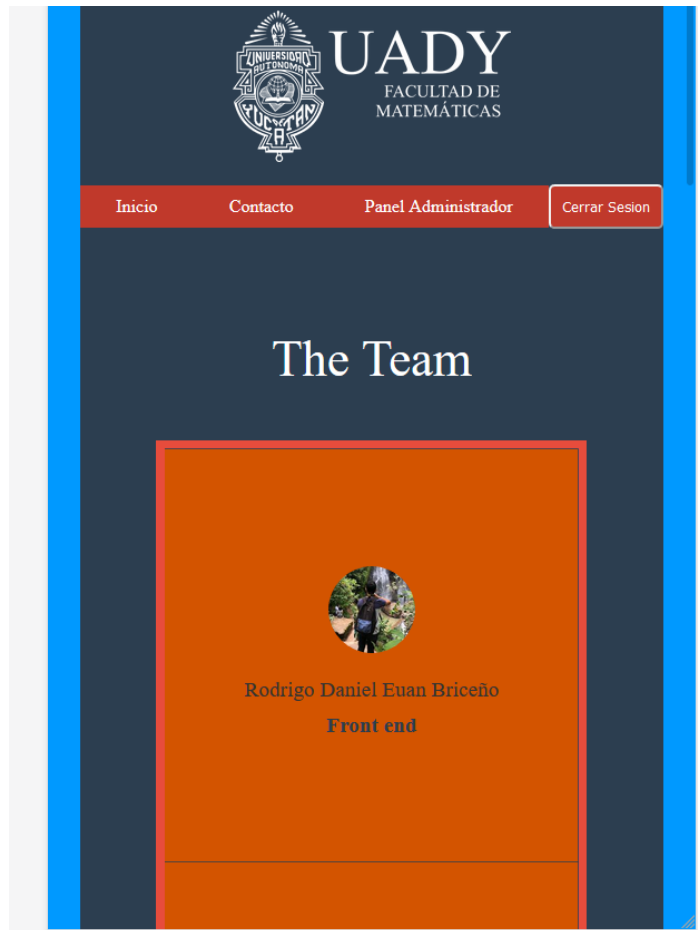 UNIVERSIDAD
AUTONOMA
YUCATAN
UADY
FACULTAD DE
MATEMÁTICAS
Inicio Contacto Panel Administrador Cerrar Sesion
The Team
Rodrigo Daniel Euan Briceño
Front end